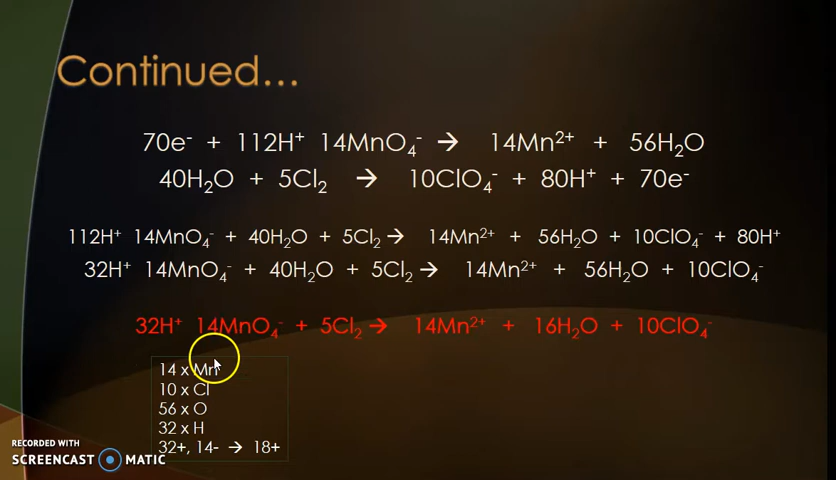 Continued...
70e⁻ + 112H⁺ 14MnO₄⁻ → 14Mn²⁺ + 56H₂O
40H₂O + 5Cl₂ → 10ClO₄⁻ + 80H⁺ + 70e⁻
112H⁺ 14MnO₄⁻ + 40H₂O + 5Cl₂ → 14Mn²⁺ + 56H₂O + 10ClO₄⁻ + 80H⁺
32H⁺ 14MnO₄⁻ + 40H₂O + 5Cl₂ → 14Mn²⁺ + 56H₂O + 10ClO₄⁻
32H⁺ 14MnO₄⁻ + 5Cl₂ → 14Mn²⁺ + 16H₂O + 10ClO₄⁻
14 x Mn
10 x Cl
56 x O
32 x H
32+, 14- → 18+
RECORDED WITH
SCREENCAST MATIC